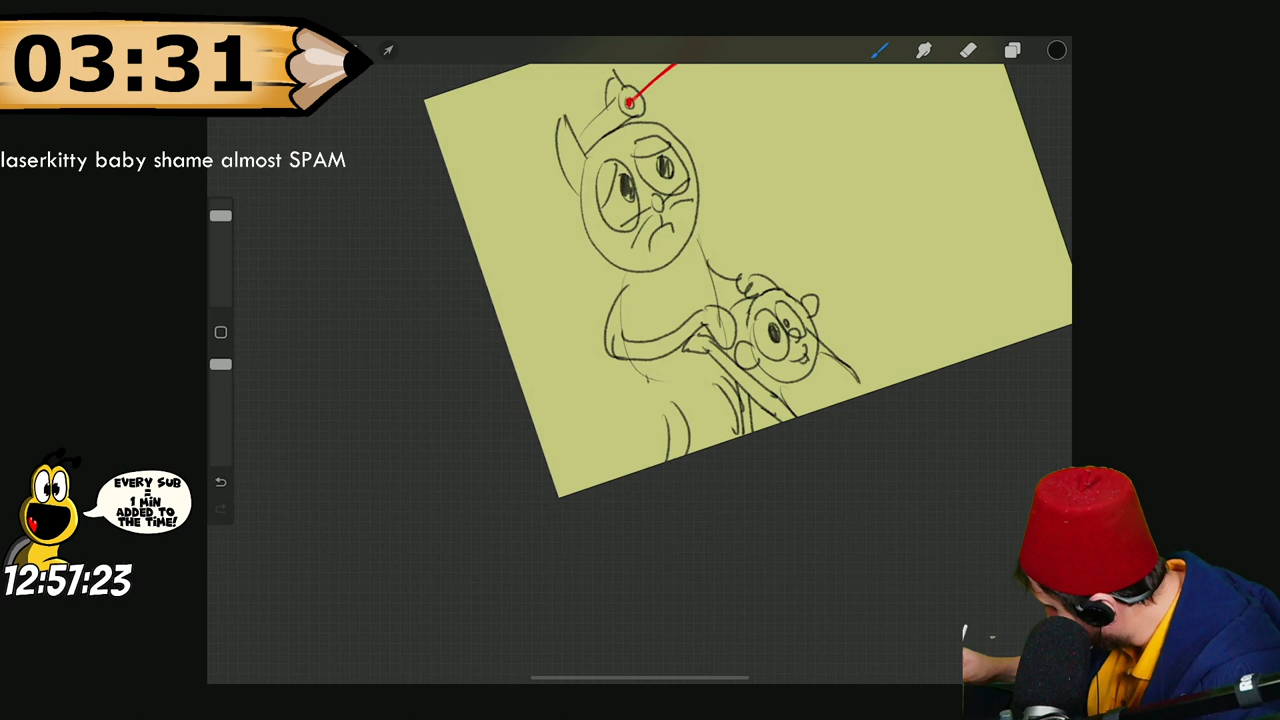 03:31
laserkitty baby shame almost SPAM
EVERY SUB
=
1 MIN
ADDED TO
THE TIME!
12:57:23